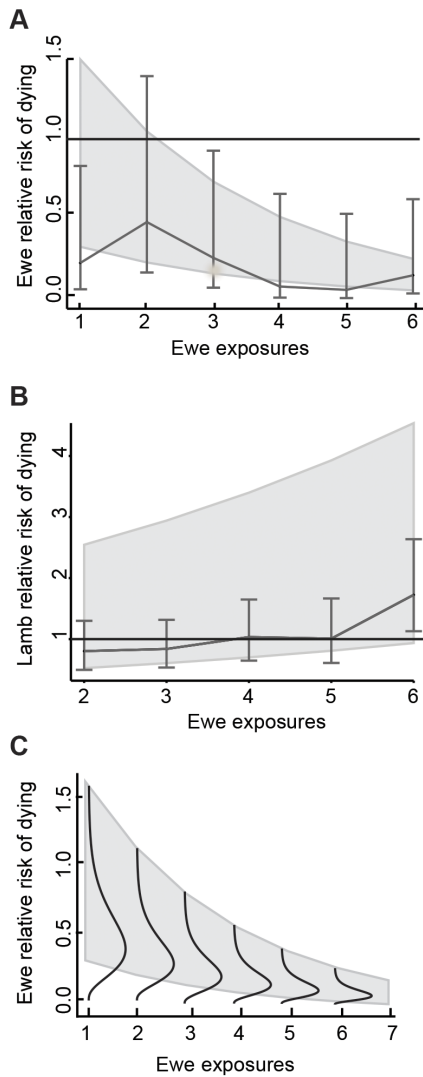 A
Ewe relative risk of dying
1.5
1.0
0.5
0.0
1 2 3 4 5 6
Ewe exposures
B
Lamb relative risk of dying
4
3
2
1
2 3 4 5 6
Ewe exposures
C
Ewe relative risk of dying
1.5
1.0
0.5
0.0
1 2 3 4 5 6 7
Ewe exposures